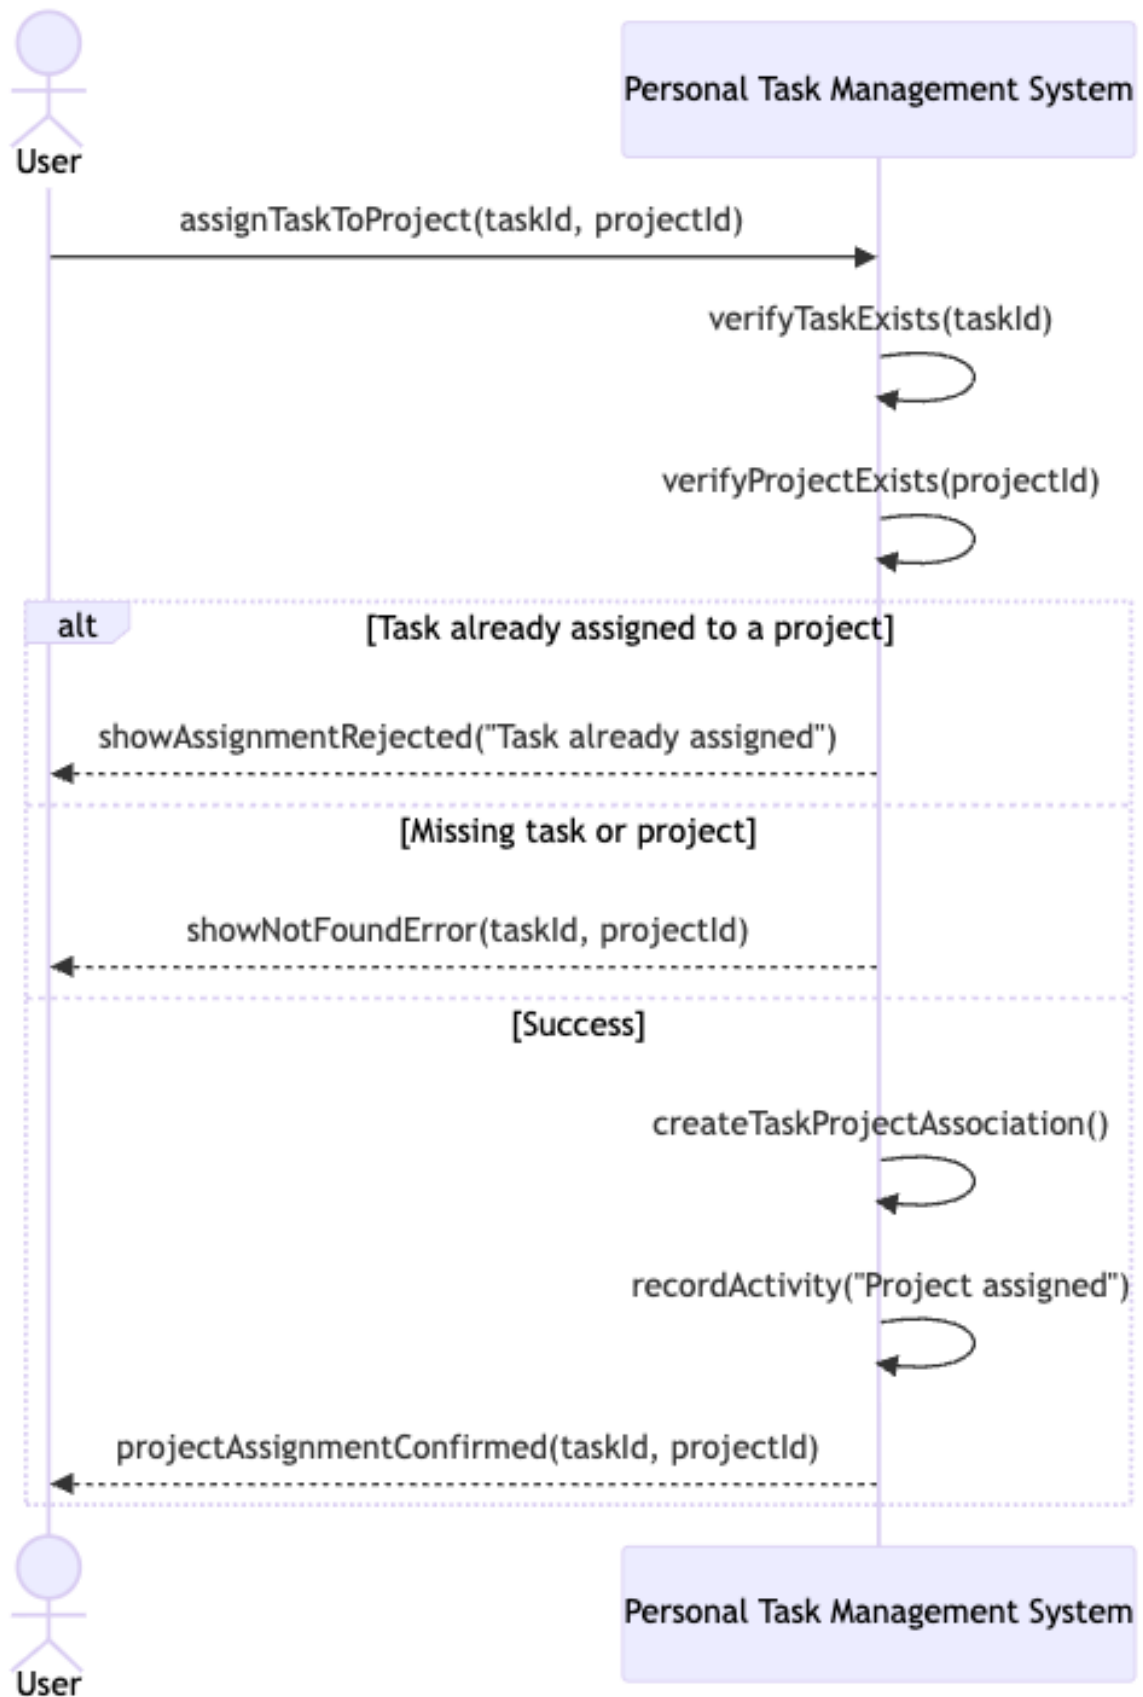 Personal Task Management System
User
assignTaskToProject(taskId, projectId)
verifyTaskExists(taskId)
verifyProjectExists(projectId)
alt
[Task already assigned to a project]
showAssignmentRejected("Task already assigned")
[Missing task or project]
showNotFoundError(taskId, projectId)
[Success]
createTaskProjectAssociation()
recordActivity("Project assigned")
projectAssignmentConfirmed(taskId, projectId)
Personal Task Management System
User